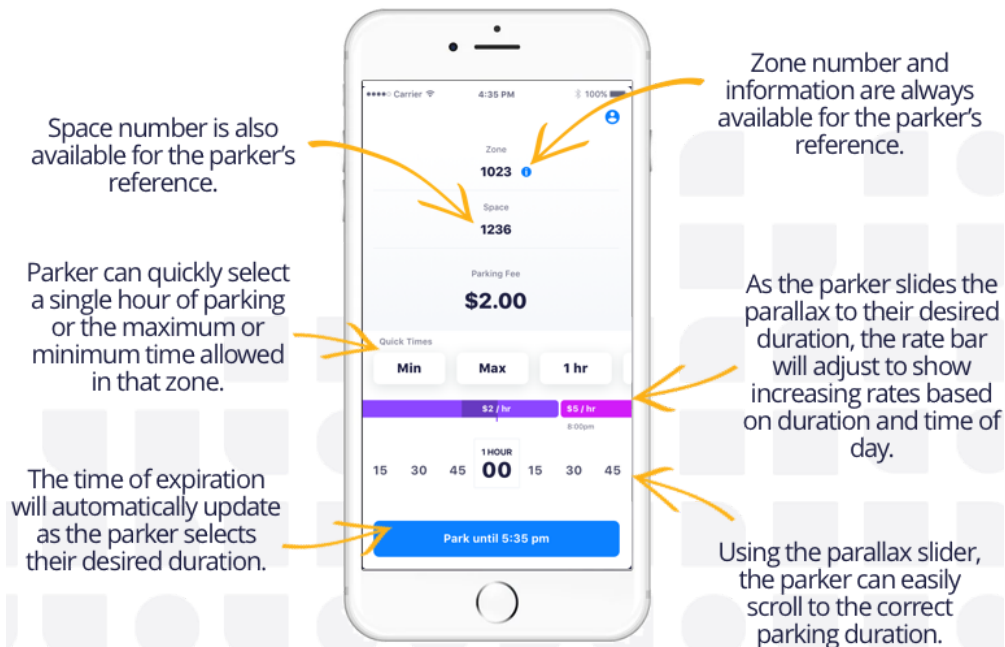 Space number is also
available for the parker's
reference.
Parker can quickly select
a single hour of parking
or the maximum or
minimum time allowed
in that zone.
The time of expiration
will automatically update
as the parker selects
their desired duration.
Carrier 4:35 PM 100%
Zone
1023
Space
1236
Parking Fee
$2.00
Quick Times
Min Max 1 hr
$2 / hr $5 / hr
8:00pm
1 HOUR
15 30 45 00 15 30 45
Park until 5:35 pm
Zone number and
information are always
available for the parker's
reference.
As the parker slides the
parallax to their desired
duration, the rate bar
will adjust to show
increasing rates based
on duration and time of
day.
Using the parallax slider,
the parker can easily
scroll to the correct
parking duration.